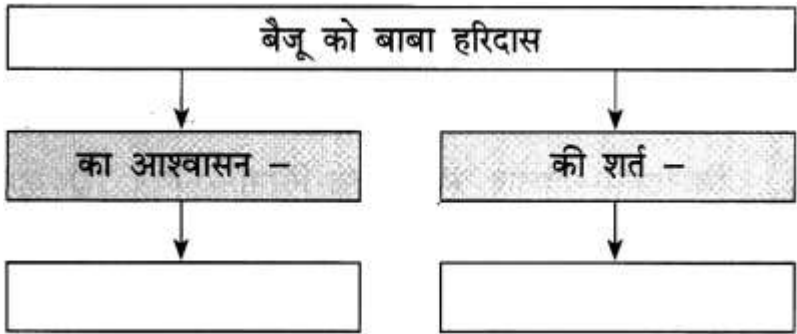 बैजू को बाबा हरिदास
का आश्वासन –
की शर्त –